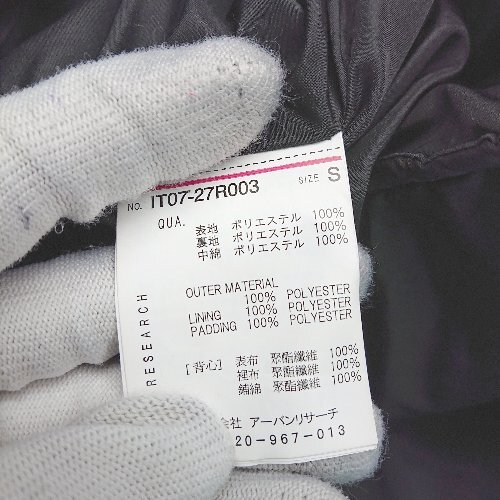 NO. IT07-27R003 SIZE S
QUA. 表地 ポリエステル 100%
裏地 ポリエステル 100%
中綿 ポリエステル 100%
OUTER MATERIAL
100% POLYESTER
LINING 100% POLYESTER
PADDING 100% POLYESTER
[背心] 表布 聚酯纖維 100%
裡布 聚酯纖維 100%
鋪綿 聚酯纖維 100%
会社 アーバンリサーチ
20-967-013
RESEARCH